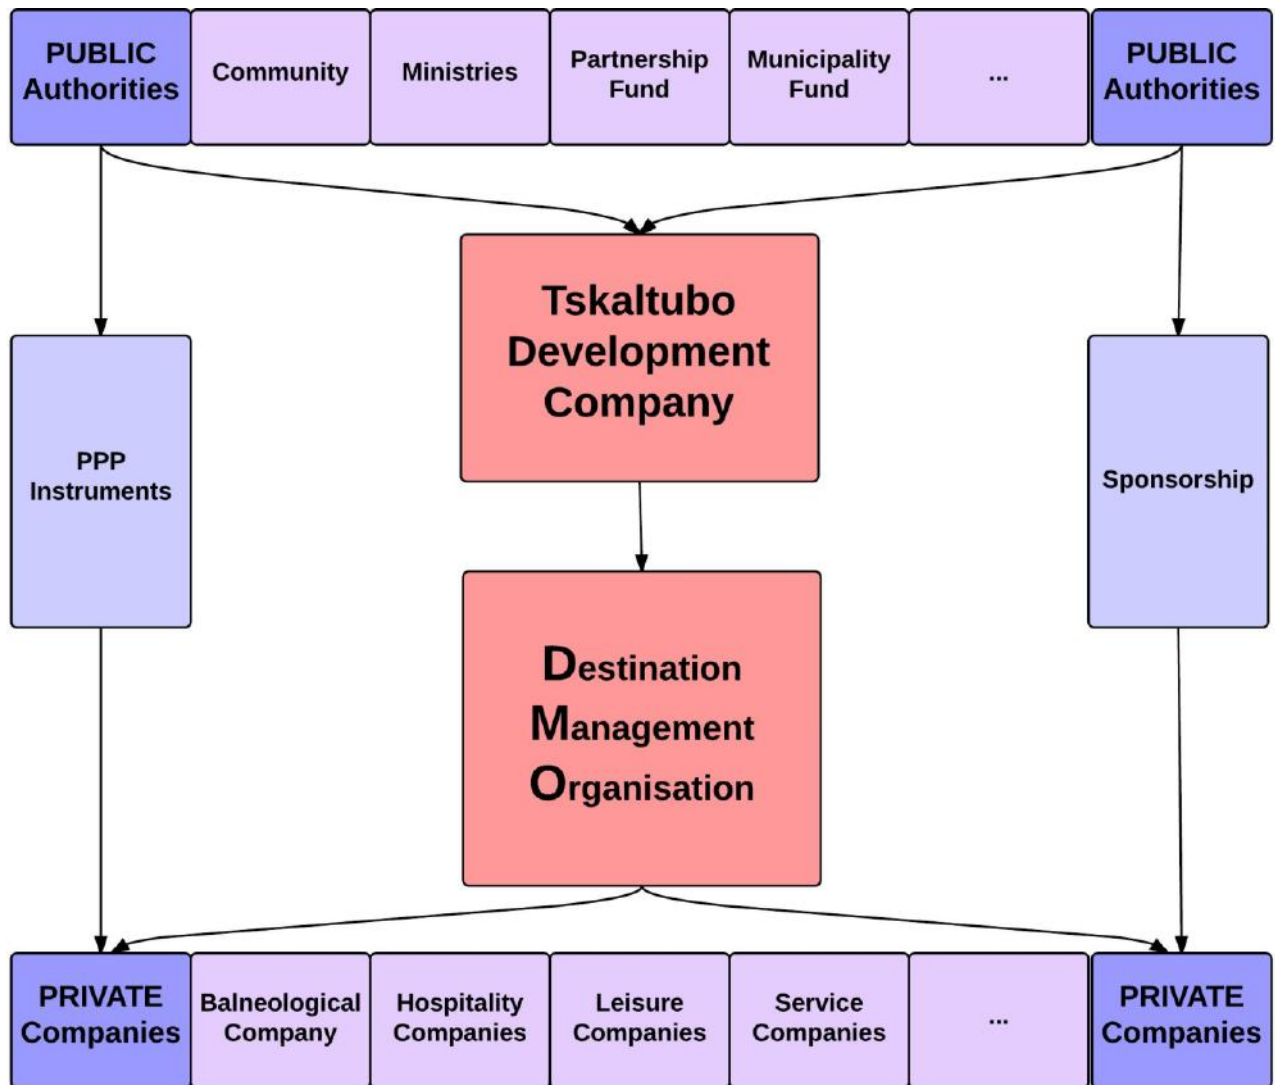 PUBLIC
Authorities
Community
Ministries
Partnership
Fund
Municipality
Fund
...
PUBLIC
Authorities
Tskaltubo
Development
Company
PPP
Instruments
Sponsorship
Destination
Management
Organisation
PRIVATE
Companies
Balneological
Company
Hospitality
Companies
Leisure
Companies
Service
Companies
...
PRIVATE
Companies